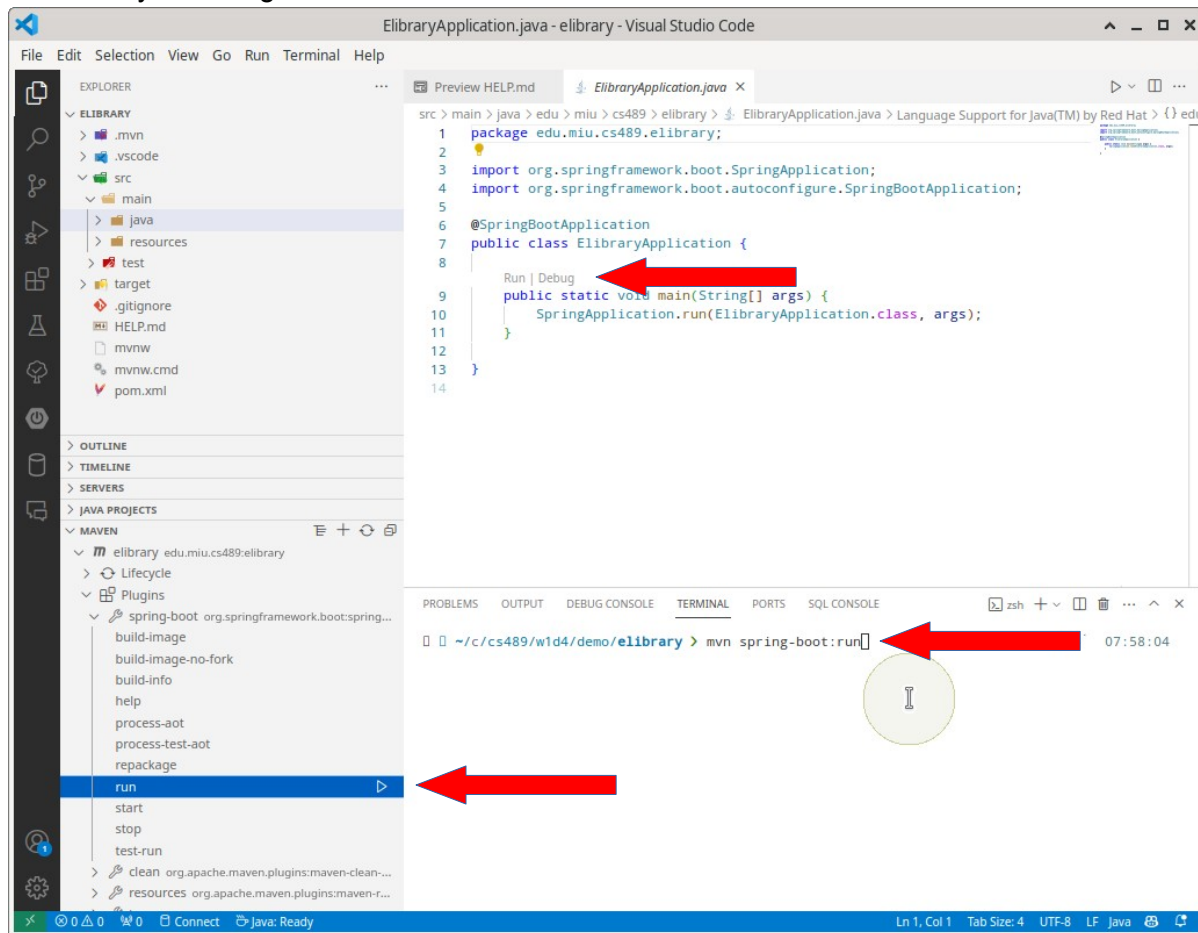 ElibraryApplication.java - elibrary - Visual Studio Code
File Edit Selection View Go Run Terminal Help
EXPLORER
ELIBRARY
.mvn
.vscode
src
main
java
resources
test
target
.gitignore
HELP.md
mvnw
mvnw.cmd
pom.xml
OUTLINE
TIMELINE
SERVERS
JAVA PROJECTS
MAVEN
elibrary edu.miu.cs489:elibrary
Lifecycle
Plugins
spring-boot org.springframework.boot:spring...
build-image
build-image-no-fork
build-info
help
process-aot
process-test-aot
repackage
run
start
stop
test-run
clean org.apache.maven.plugins:maven-clean-...
resources org.apache.maven.plugins:maven-r...
Preview HELP.md ElibraryApplication.java
src > main > java > edu > miu > cs489 > elibrary > ElibraryApplication.java > Language Support for Java(TM) by Red Hat > {} edu
1 package edu.miu.cs489.elibrary;
2
3 import org.springframework.boot.SpringApplication;
4 import org.springframework.boot.autoconfigure.SpringBootApplication;
5
6 @SpringBootApplication
7 public class ElibraryApplication {
8
Run | Debug
9 public static void main(String[] args) {
10 SpringApplication.run(ElibraryApplication.class, args);
11 }
12
13 }
14
PROBLEMS OUTPUT DEBUG CONSOLE TERMINAL PORTS SQL CONSOLE zsh
~/c/cs489/w1d4/demo/elibrary > mvn spring-boot:run 07:58:04
1
0 0 0 Connect Java: Ready Ln 1, Col 1 Tab Size: 4 UTF-8 LF Java